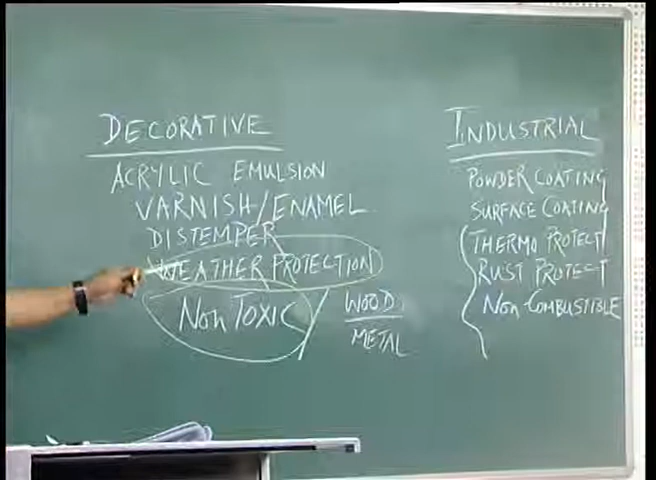 DECORATIVE
ACRYLIC EMULSION
VARNISH/ENAMEL
DISTEMPER
WEATHER PROTECTION
Non TOXIC
WOOD
METAL
INDUSTRIAL
POWDER COATING
SURFACE COATING
THERMO PROTECT
RUST PROTECT
Non-COMBUSTIBLE